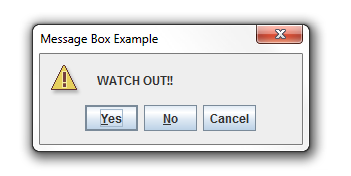 Message Box Example
WATCH OUT!!
Yes No Cancel